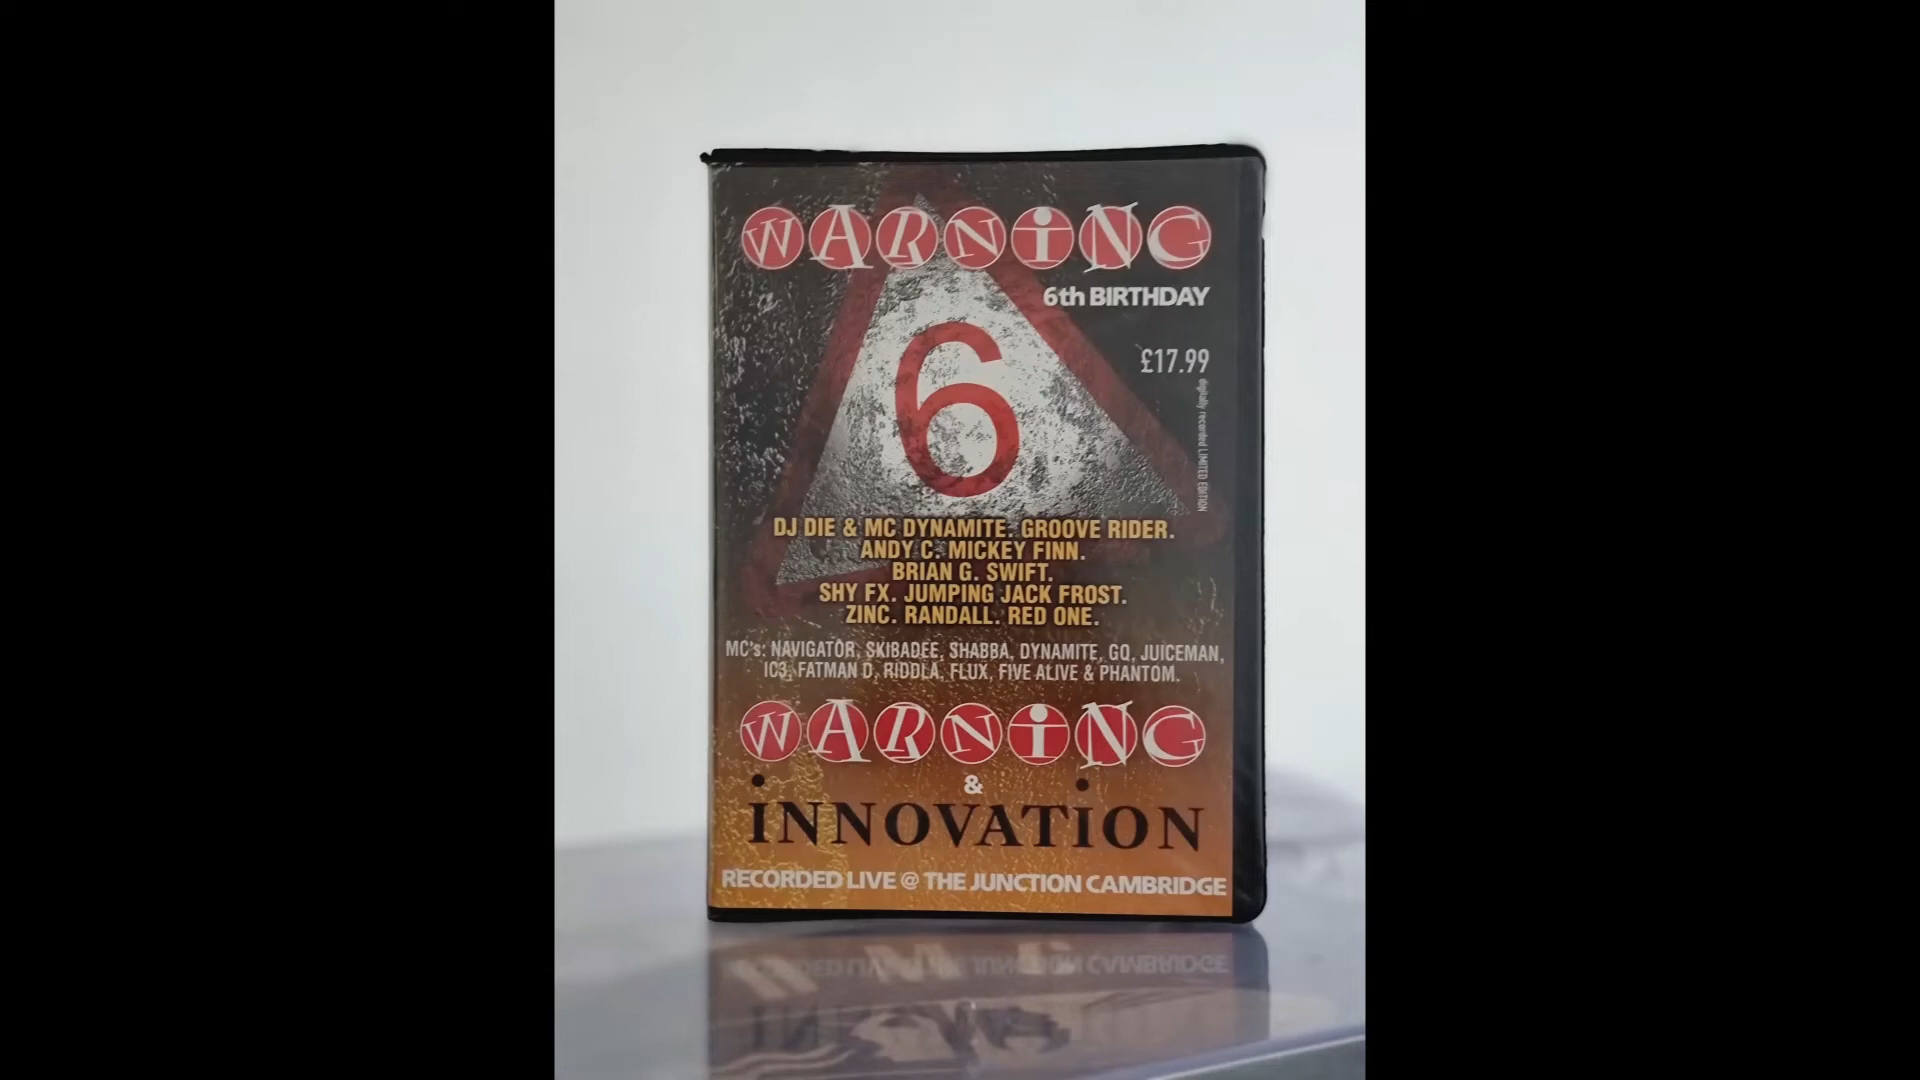 WARNiNG
6th BIRTHDAY
6
£17.99
digitally recorded LIMITED EDITION
DJ DIE & MC DYNAMITE. GROOVE RIDER.
ANDY C. MICKEY FINN.
BRIAN G. SWIFT.
SHY FX. JUMPING JACK FROST.
ZINC. RANDALL. RED ONE.
MC's: NAVIGATOR, SKIBADEE, SHABBA, DYNAMITE, GQ, JUICEMAN,
IC3, FATMAN D, RIDDLA, FLUX, FIVE ALIVE & PHANTOM.
WARNiNG
&
iNNOVATiON
RECORDED LIVE @ THE JUNCTION CAMBRIDGE